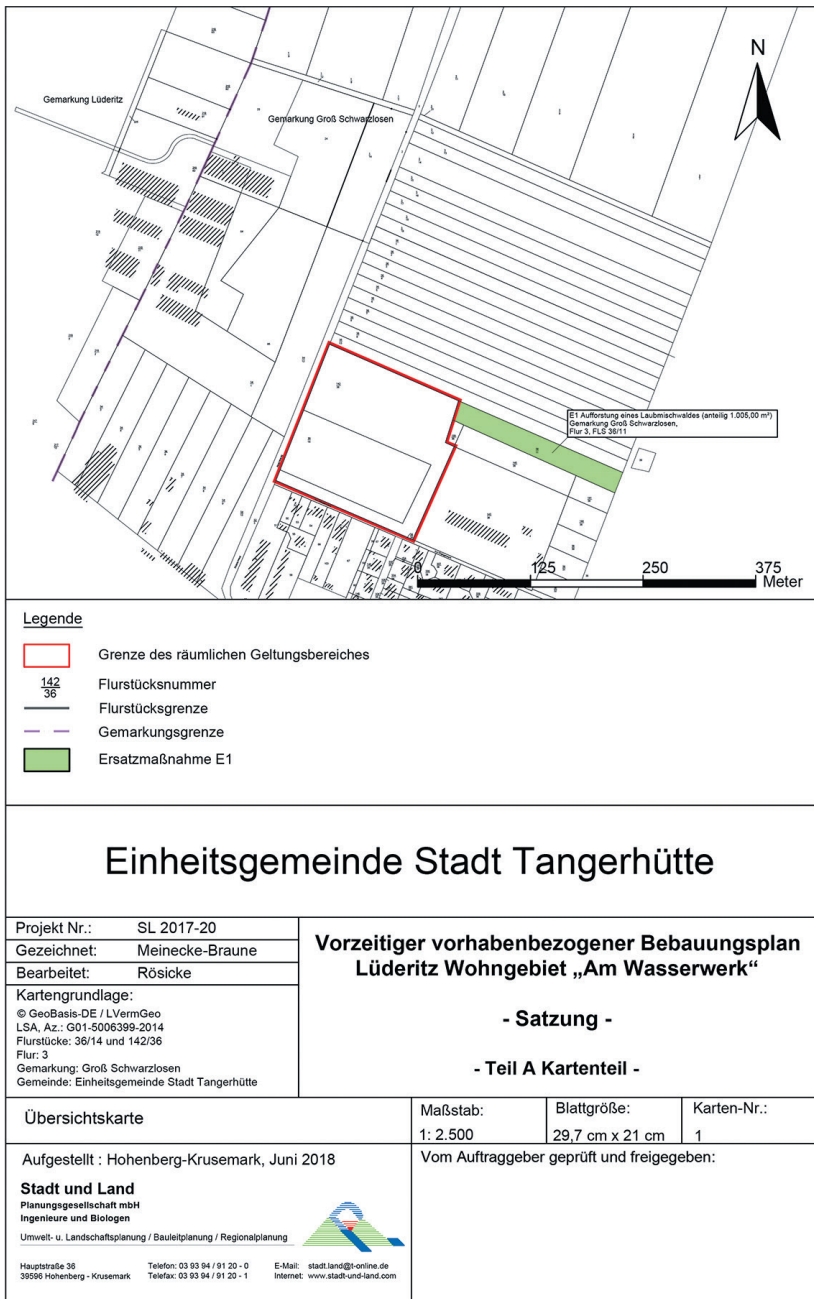 N
Gemarkung Lüderitz
Gemarkung Groß Schwarzlosen
E1 Aufforstung eines Laubmischwaldes (anteilig 1.005,00 m²)
Gemarkung Groß Schwarzlosen,
Flur 3, FLS 36/11
0 125 250 375
Meter
Legende
Grenze des räumlichen Geltungsbereiches
142
36
Flurstücksnummer
Flurstücksgrenze
Gemarkungsgrenze
Ersatzmaßnahme E1
Einheitsgemeinde Stadt Tangerhütte
Projekt Nr.: SL 2017-20
Gezeichnet: Meinecke-Braune
Bearbeitet: Rösicke
Kartengrundlage:
© GeoBasis-DE / LVermGeo
LSA, Az.: G01-5006399-2014
Flurstücke: 36/14 und 142/36
Flur: 3
Gemarkung: Groß Schwarzlosen
Gemeinde: Einheitsgemeinde Stadt Tangerhütte
Vorzeitiger vorhabenbezogener Bebauungsplan
Lüderitz Wohngebiet „Am Wasserwerk“
- Satzung -
- Teil A Kartenteil -
Übersichtskarte
Maßstab:
1: 2.500
Blattgröße:
29,7 cm x 21 cm
Karten-Nr.:
1
Aufgestellt : Hohenberg-Krusemark, Juni 2018
Stadt und Land
Planungsgesellschaft mbH
Ingenieure und Biologen
Umwelt- u. Landschaftsplanung / Bauleitplanung / Regionalplanung
Hauptstraße 36 Telefon: 03 93 94 / 91 20 - 0 E-Mail: stadt.land@t-online.de
39596 Hohenberg - Krusemark Telefax: 03 93 94 / 91 20 - 1 Internet: www.stadt-und-land.com
Vom Auftraggeber geprüft und freigegeben: